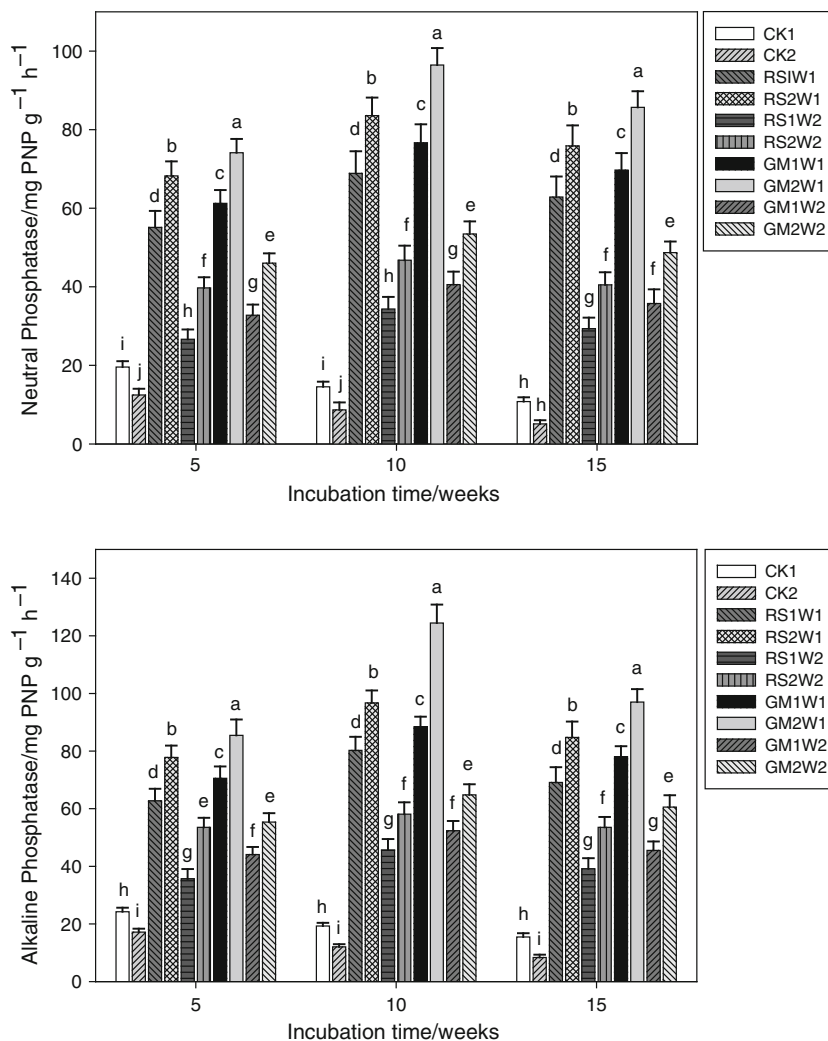 Neutral Phosphatase/mg PNP g⁻¹ h⁻¹
100
80
60
40
20
0
i j d b h f c a g e
i j d b h f c a g e
h h d b g f c a f e
5 10 15
Incubation time/weeks
CK1
CK2
RSIW1
RS2W1
RS1W2
RS2W2
GM1W1
GM2W1
GM1W2
GM2W2
Alkaline Phosphatase/mg PNP g⁻¹ h⁻¹
140
120
100
80
60
40
20
0
h i d b g e c a f e
h i d b g f c a f e
h i d b g f c a g e
5 10 15
Incubation time/weeks
CK1
CK2
RS1W1
RS2W1
RS1W2
RS2W2
GM1W1
GM2W1
GM1W2
GM2W2